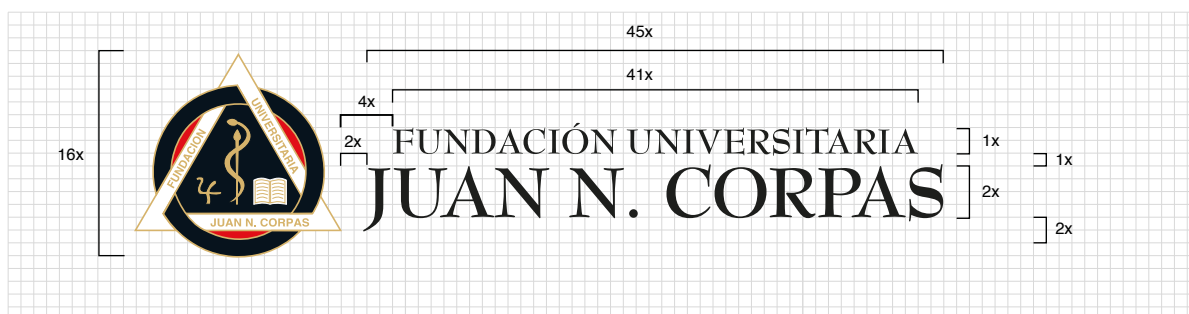 45x
41x
4x
2x
16x
FUNDACIÓN UNIVERSITARIA
JUAN N. CORPAS
1x
1x
2x
2x
FUNDACIÓN
UNIVERSITARIA
JUAN N. CORPAS